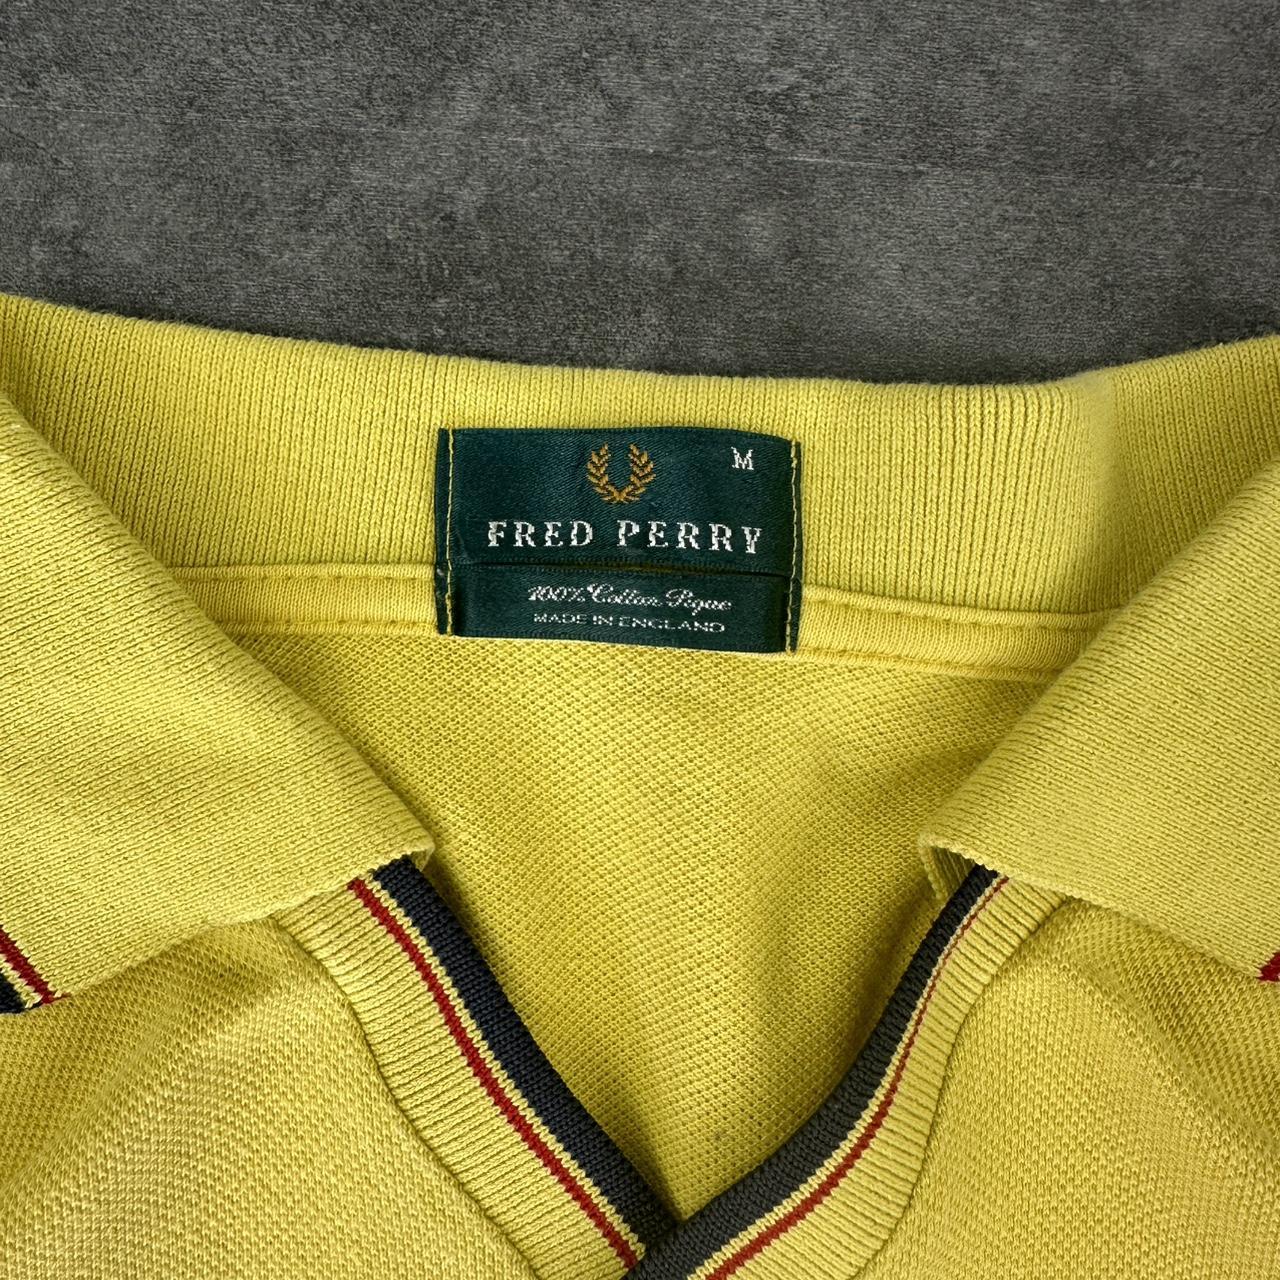 M
FRED PERRY
100% Cotton Pique
MADE IN ENGLAND